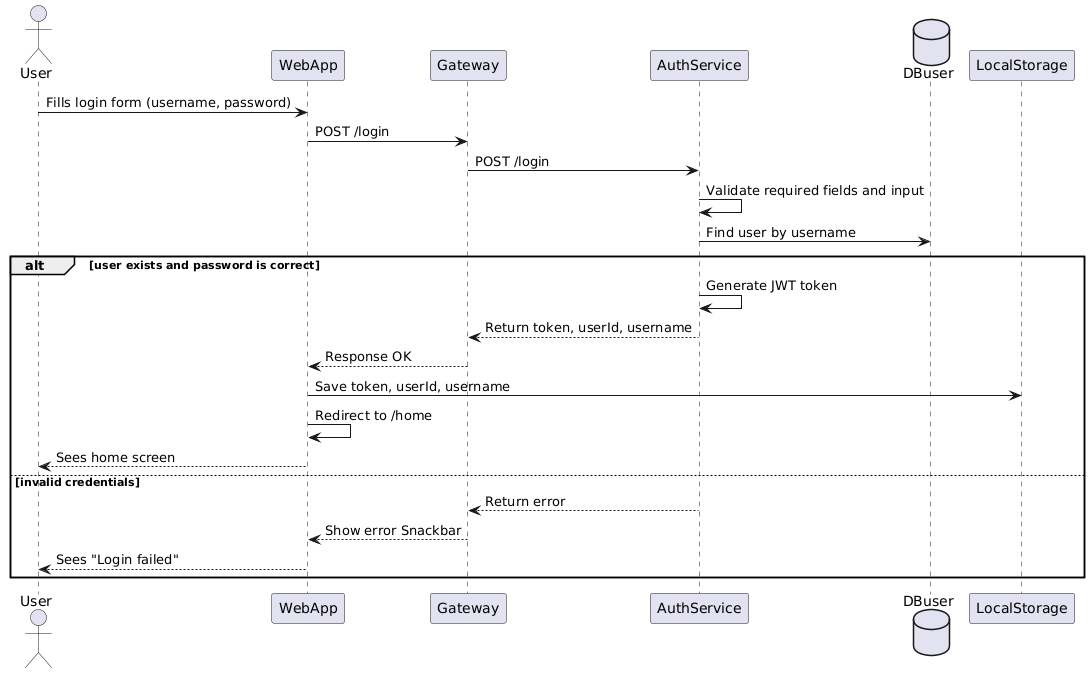 User
WebApp
Gateway
AuthService
DBuser
LocalStorage
Fills login form (username, password)
POST /login
POST /login
Validate required fields and input
Find user by username
alt
[user exists and password is correct]
Generate JWT token
Return token, userId, username
Response OK
Save token, userId, username
Redirect to /home
Sees home screen
[invalid credentials]
Return error
Show error Snackbar
Sees "Login failed"
User
WebApp
Gateway
AuthService
DBuser
LocalStorage